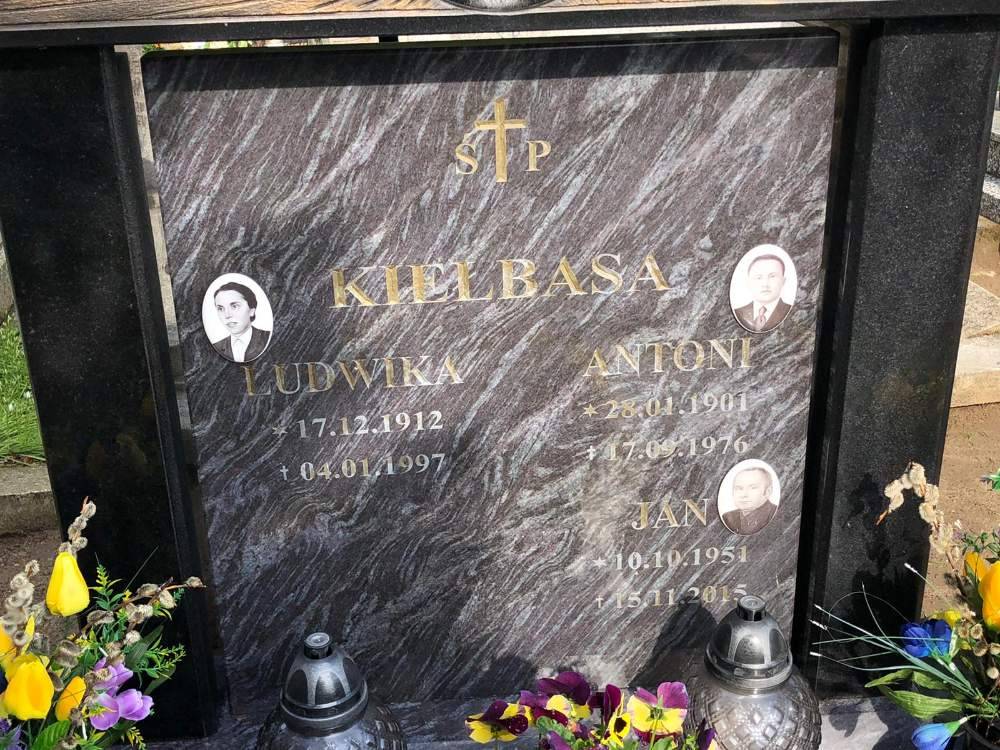 Ś P
KIELBASA
LUDWIKA
* 17.12.1912
† 04.01.1997
ANTONI
* 28.01.1901
† 17.09.1976
JAN
* 10.10.1951
† 15.11.2015